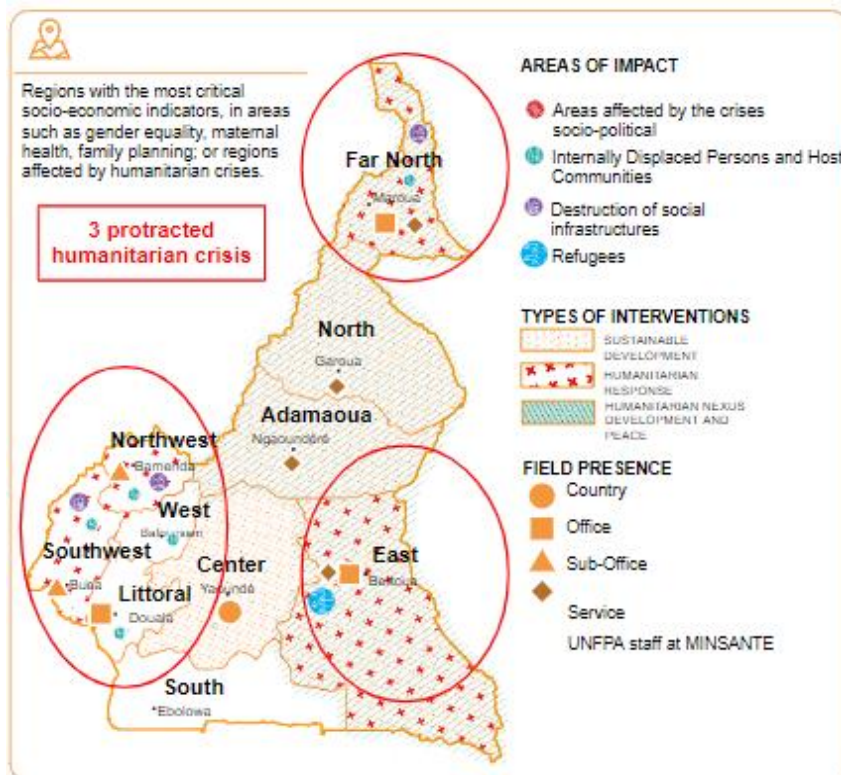 Regions with the most critical
socio-economic indicators, in areas
such as gender equality, maternal
health, family planning; or regions
affected by humanitarian crises.
3 protracted
humanitarian crisis
Far North
Maroua
North
Garoua
Adamaoua
Ngaoundéré
Northwest
Bamenda
West
Bafoussam
Southwest
Buea
Littoral
Douala
Center
Yaoundé
East
Bertoua
South
Ebolowa
AREAS OF IMPACT
Areas affected by the crises
socio-political
Internally Displaced Persons and Host
Communities
Destruction of social
infrastructures
Refugees
TYPES OF INTERVENTIONS
SUSTAINABLE
DEVELOPMENT
HUMANITARIAN
RESPONSE
HUMANITARIAN NEXUS
DEVELOPMENT AND
PEACE
FIELD PRESENCE
Country
Office
Sub-Office
Service
UNFPA staff at MINSANTE